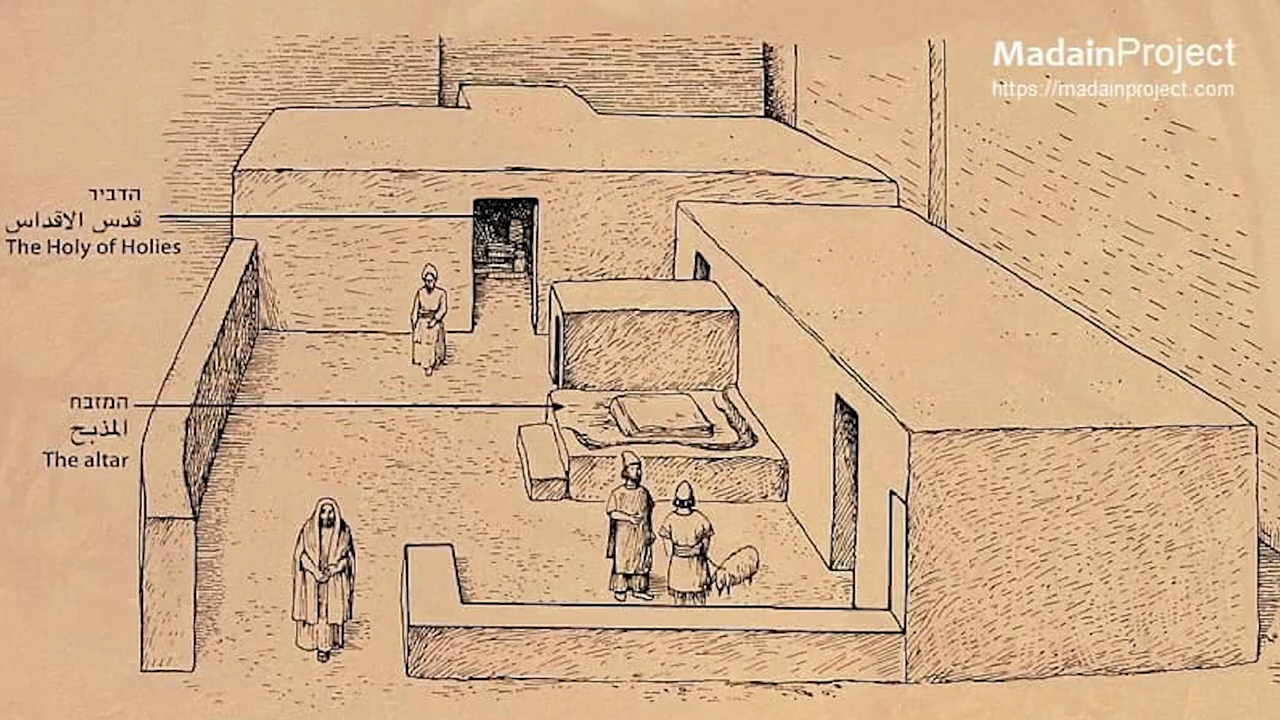 MadainProject
https://madainproject.com
הדביר
قدس الاقداس
The Holy of Holies
המזבח
المذبح
The altar